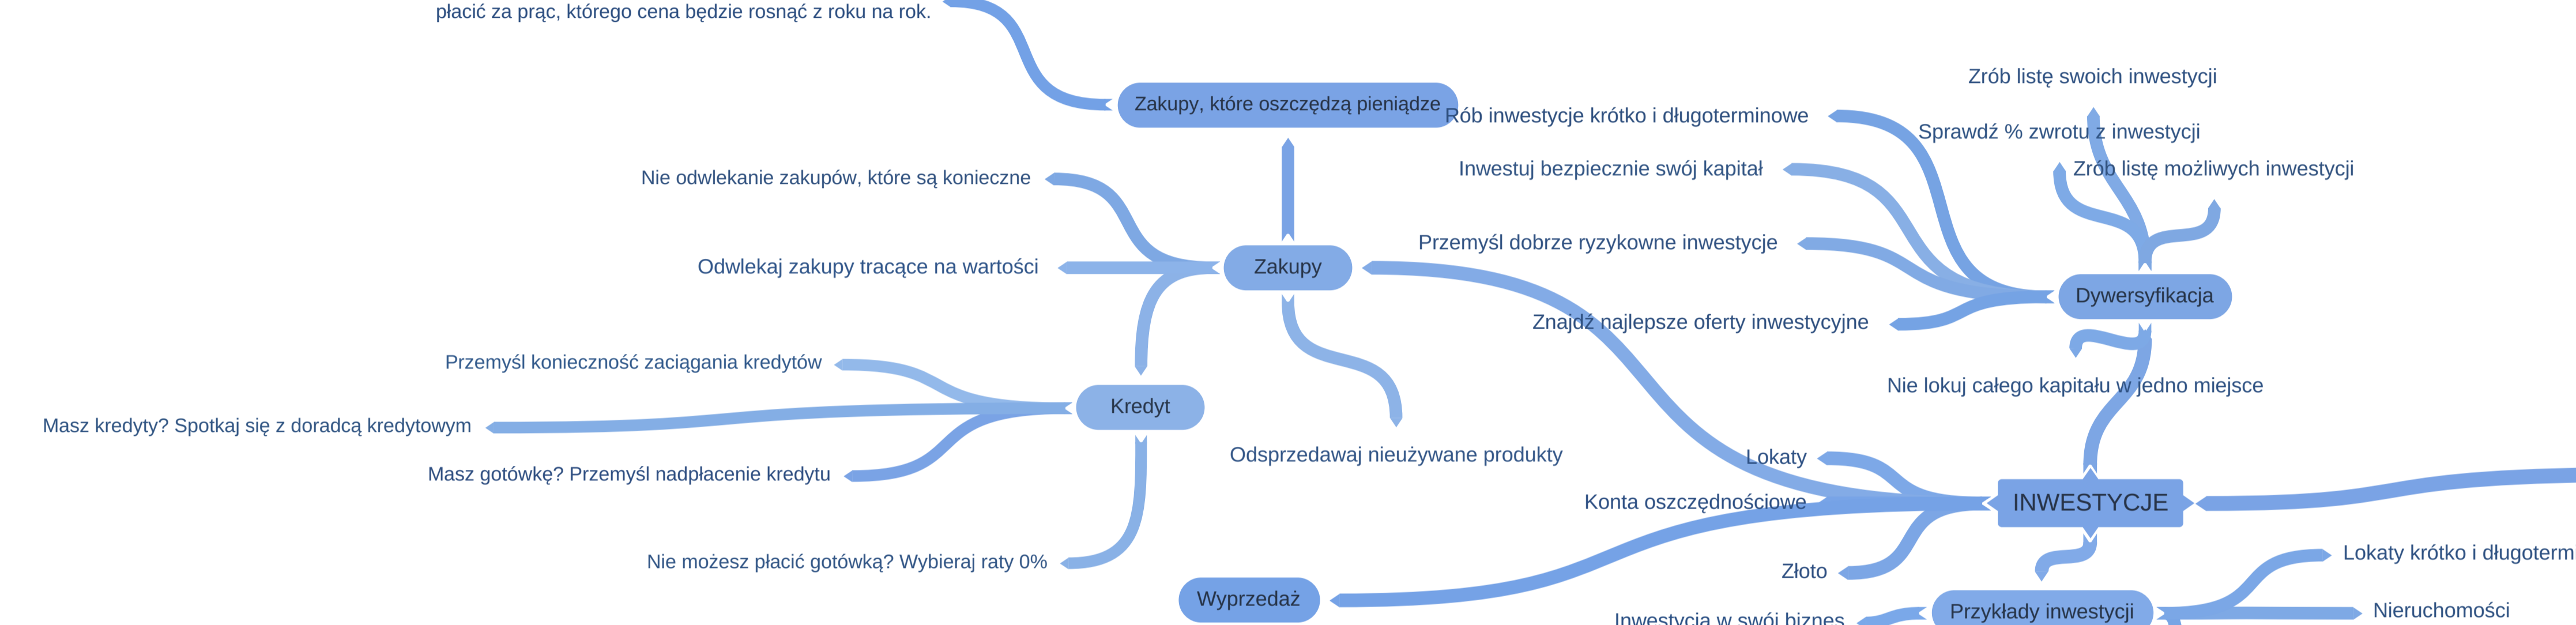 płacić za prąc, którego cena będzie rosnąć z roku na rok.
Zakupy, które oszczędzą pieniądze
Nie odwlekanie zakupów, które są konieczne
Odwlekaj zakupy tracące na wartości
Zakupy
Przemyśl konieczność zaciągania kredytów
Masz kredyty? Spotkaj się z doradcą kredytowym
Masz gotówkę? Przemyśl nadpłacenie kredytu
Kredyt
Nie możesz płacić gotówką? Wybieraj raty 0%
Odsprzedawaj nieużywane produkty
Wyprzedaż
Zrób listę swoich inwestycji
Rób inwestycje krótko i długoterminowe
Sprawdź % zwrotu z inwestycji
Inwestuj bezpiecznie swój kapitał
Zrób listę możliwych inwestycji
Przemyśl dobrze ryzykowne inwestycje
Dywersyfikacja
Znajdź najlepsze oferty inwestycyjne
Nie lokuj całego kapitału w jedno miejsce
Lokaty
Konta oszczędnościowe
INWESTYCJE
Złoto
Lokaty krótko i długoterm
Przykłady inwestycji
Nieruchomości
Inwestycja w swój biznes